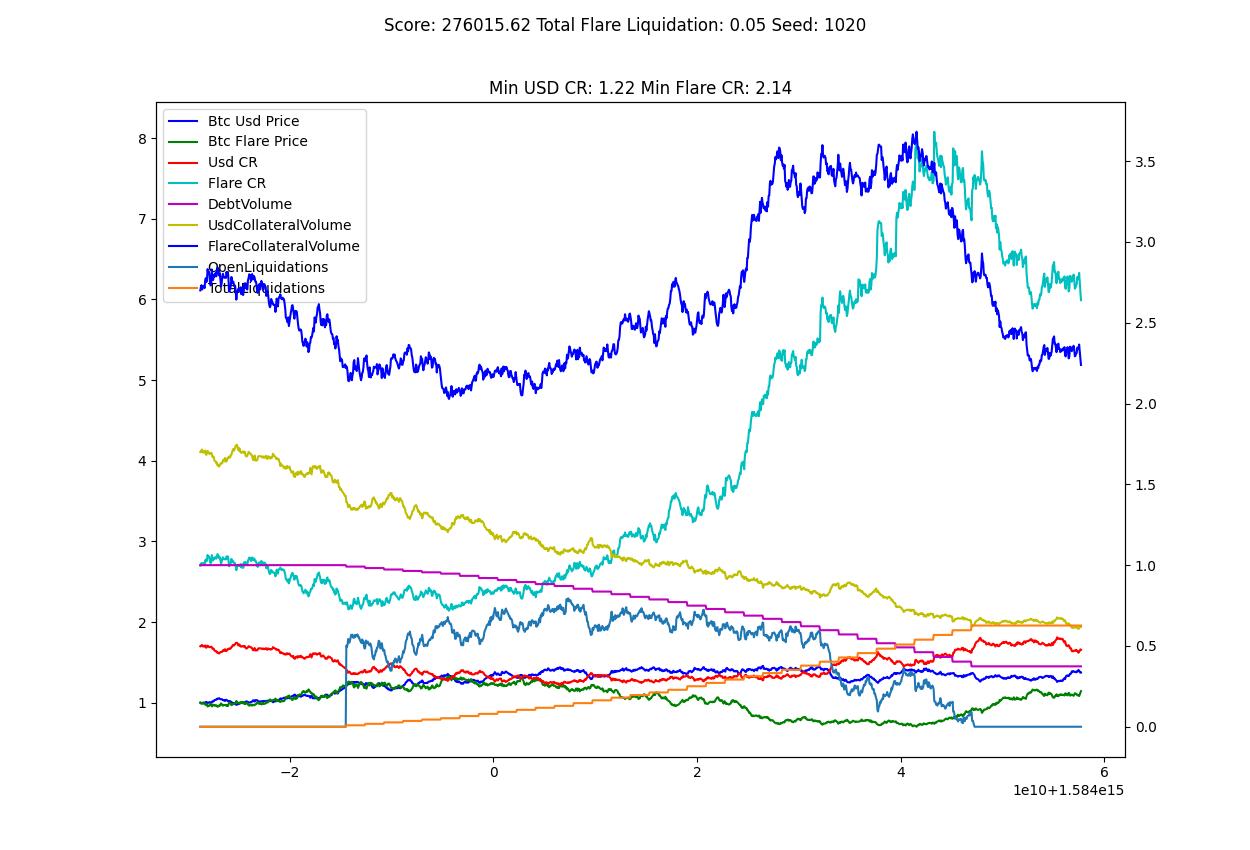 Score: 276015.62 Total Flare Liquidation: 0.05 Seed: 1020
Min USD CR: 1.22 Min Flare CR: 2.14
Btc Usd Price
Btc Flare Price
Usd CR
Flare CR
DebtVolume
UsdCollateralVolume
FlareCollateralVolume
OpenLiquidations
TotalLiquidations
8
7
6
5
4
3
2
1
3.5
3.0
2.5
2.0
1.5
1.0
0.5
0.0
−2 0 2 4 6
1e10+1.584e15